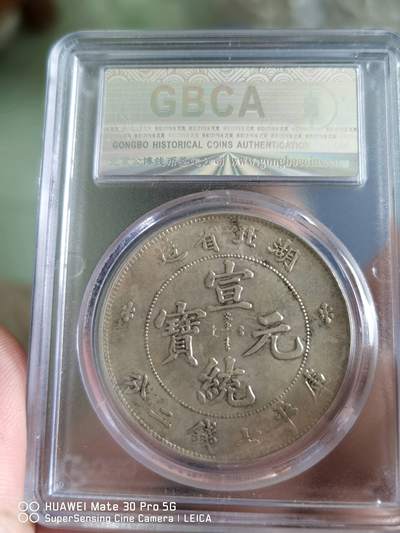 GBCA
GONGBO HISTORICAL COINS AUTHENTICATION
造省北湖
宣統元寶
庫平七錢二分
HUAWEI Mate 30 Pro 5G
SuperSensing Cine Camera | LEICA